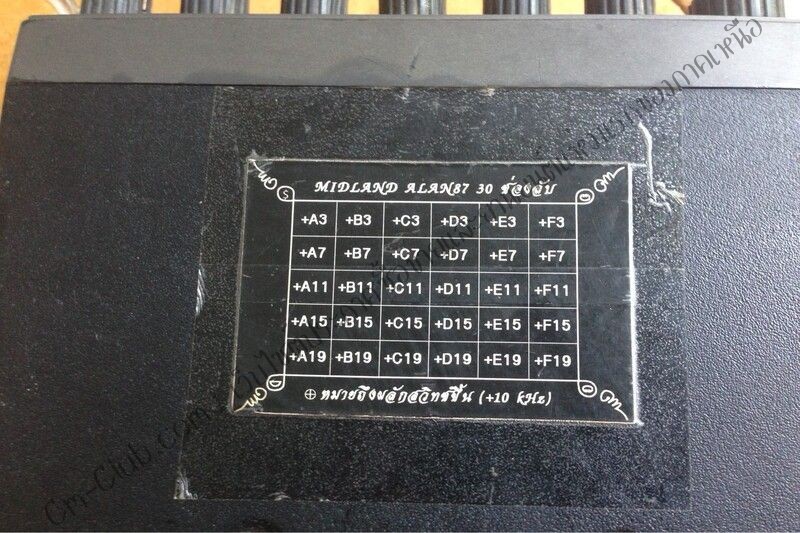 MIDLAND ALAN87 30 ช่องลับ
+A3 +B3 +C3 +D3 +E3 +F3
+A7 +B7 +C7 +D7 +E7 +F7
+A11 +B11 +C11 +D11 +E11 +F11
+A15 +B15 +C15 +D15 +E15 +F15
+A19 +B19 +C19 +D19 +E19 +F19
⊕ หมายถึงผลักสวิทชขึ้น (+10 kHz)
Cm-Club.com